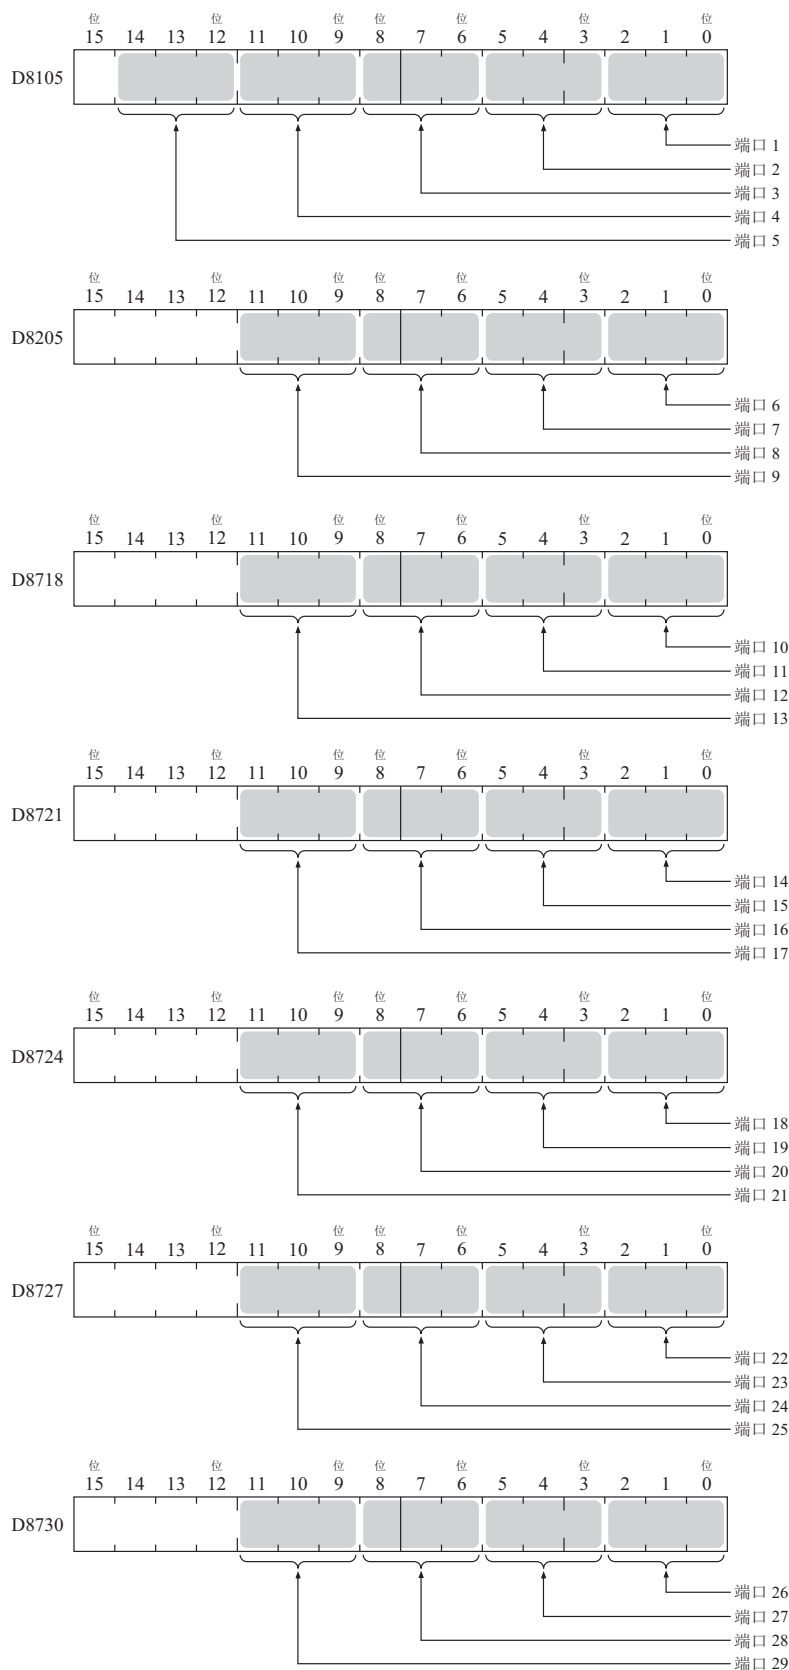 位 位 位 位 位 位 位
15 14 13 12 11 10 9 8 7 6 5 4 3 2 1 0
D8105
端口 1
端口 2
端口 3
端口 4
端口 5
位 位 位 位 位 位 位
15 14 13 12 11 10 9 8 7 6 5 4 3 2 1 0
D8205
端口 6
端口 7
端口 8
端口 9
位 位 位 位 位 位 位
15 14 13 12 11 10 9 8 7 6 5 4 3 2 1 0
D8718
端口 10
端口 11
端口 12
端口 13
位 位 位 位 位 位 位
15 14 13 12 11 10 9 8 7 6 5 4 3 2 1 0
D8721
端口 14
端口 15
端口 16
端口 17
位 位 位 位 位 位 位
15 14 13 12 11 10 9 8 7 6 5 4 3 2 1 0
D8724
端口 18
端口 19
端口 20
端口 21
位 位 位 位 位 位 位
15 14 13 12 11 10 9 8 7 6 5 4 3 2 1 0
D8727
端口 22
端口 23
端口 24
端口 25
位 位 位 位 位 位 位
15 14 13 12 11 10 9 8 7 6 5 4 3 2 1 0
D8730
端口 26
端口 27
端口 28
端口 29